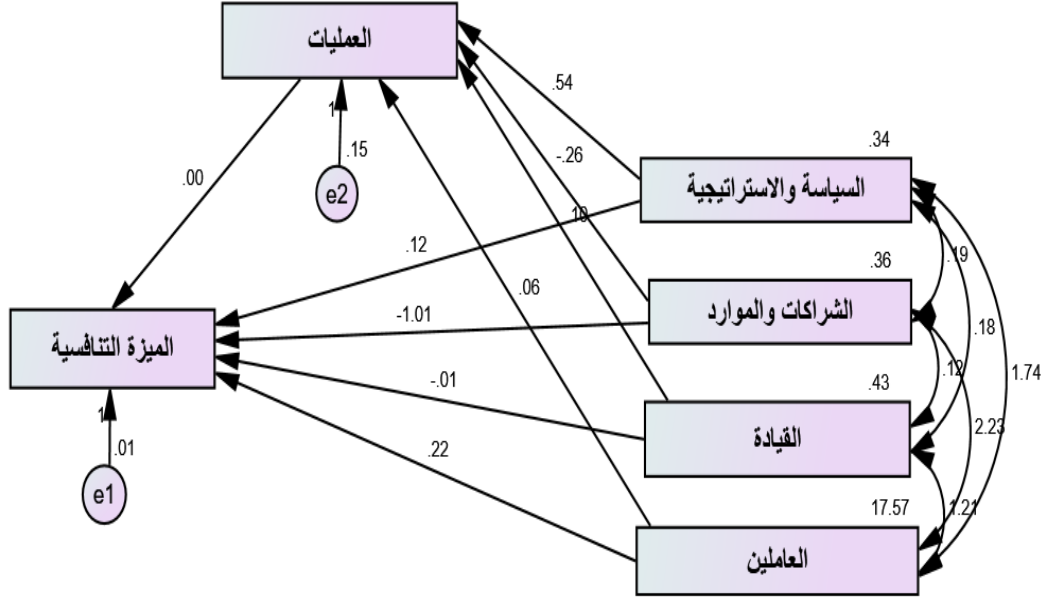 العمليات
.54
.34
1
.15
-.26
السياسة والاستراتيجية
.00
e2
.10
.12
.19
.36
.06
الشراكات والموارد
-1.01
.18
الميزة التنافسية
.12
1.74
-.01
.43
1
القيادة
2.23
.01
.22
e1
17.57
1.21
العاملين